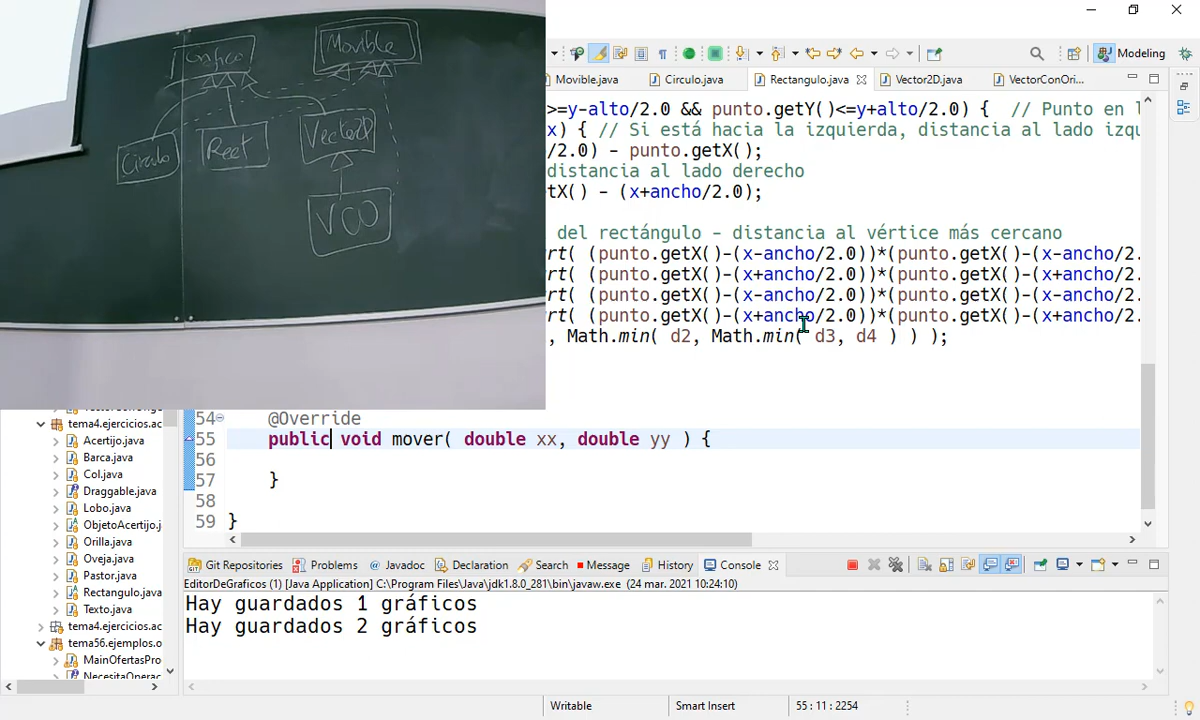 Grafico
Movible
Circulo
Rect
Vector2D
VCO
Modeling
Movible.java
Circulo.java
Rectangulo.java
Vector2D.java
VectorConOri...
>=y-alto/2.0 && punto.getY()<=y+alto/2.0) { // Punto en l
x) { // Si está hacia la izquierda, distancia al lado izqu
/2.0) - punto.getX();
distancia al lado derecho
tX() - (x+ancho/2.0);
del rectángulo - distancia al vértice más cercano
rt( (punto.getX()-(x-ancho/2.0))*(punto.getX()-(x-ancho/2.
rt( (punto.getX()-(x+ancho/2.0))*(punto.getX()-(x+ancho/2.
rt( (punto.getX()-(x-ancho/2.0))*(punto.getX()-(x-ancho/2.
rt( (punto.getX()-(x+ancho/2.0))*(punto.getX()-(x+ancho/2.
, Math.min( d2, Math.min( d3, d4 ) ) );
54 @Override
55 public void mover( double xx, double yy ) {
56
57 }
58
59 }
tema4.ejercicios.ac
Acertijo.java
Barca.java
Col.java
Draggable.java
Lobo.java
ObjetoAcertijo.j
Orilla.java
Oveja.java
Pastor.java
Rectangulo.java
Texto.java
tema4.ejercicios.ac
tema56.ejemplos.o
MainOfertasPro
NecesitaOperac
Git Repositories Problems Javadoc Declaration Search Message History Console
EditorDeGraficos (1) [Java Application] C:\Program Files\Java\jdk1.8.0_281\bin\javaw.exe (24 mar. 2021 10:24:10)
Hay guardados 1 gráficos
Hay guardados 2 gráficos
Writable Smart Insert 55 : 11 : 2254